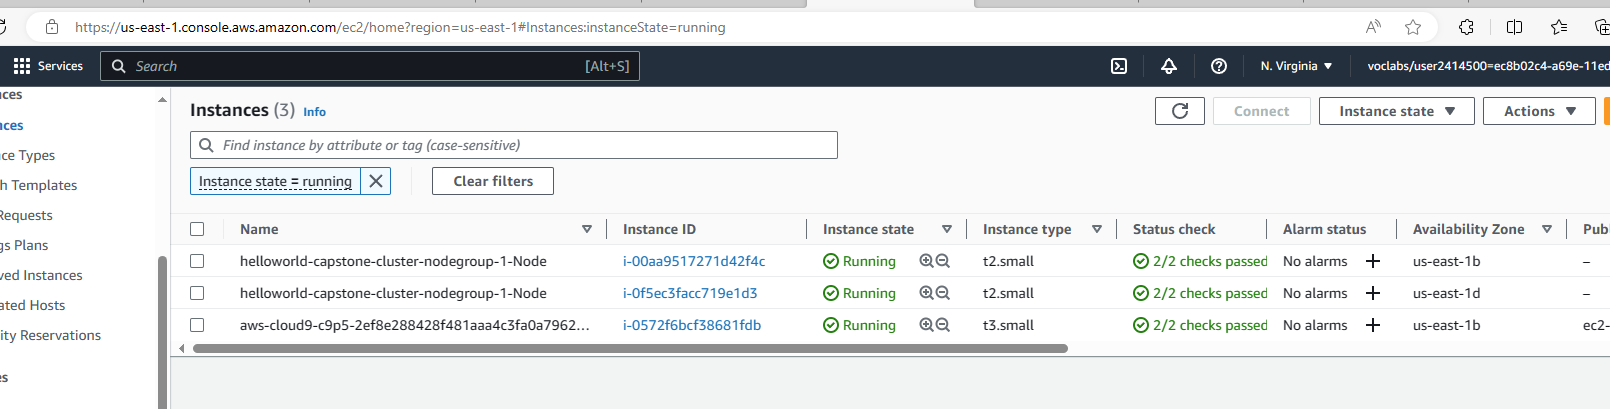 https://us-east-1.console.aws.amazon.com/ec2/home?region=us-east-1#Instances:instanceState=running
Services Search [Alt+S] N. Virginia voclabs/user2414500=ec8b02c4-a69e-11ed
nces
nces
ce Types
h Templates
Requests
gs Plans
ved Instances
ated Hosts
ity Reservations
es
Instances (3) Info Connect Instance state Actions
Find instance by attribute or tag (case-sensitive)
Instance state = running Clear filters
Name Instance ID Instance state Instance type Status check Alarm status Availability Zone Publ
helloworld-capstone-cluster-nodegroup-1-Node i-00aa9517271d42f4c Running t2.small 2/2 checks passed No alarms + us-east-1b –
helloworld-capstone-cluster-nodegroup-1-Node i-0f5ec3facc719e1d3 Running t2.small 2/2 checks passed No alarms + us-east-1d –
aws-cloud9-c9p5-2ef8e288428f481aaa4c3fa0a7962... i-0572f6bcf38681fdb Running t3.small 2/2 checks passed No alarms + us-east-1b ec2-